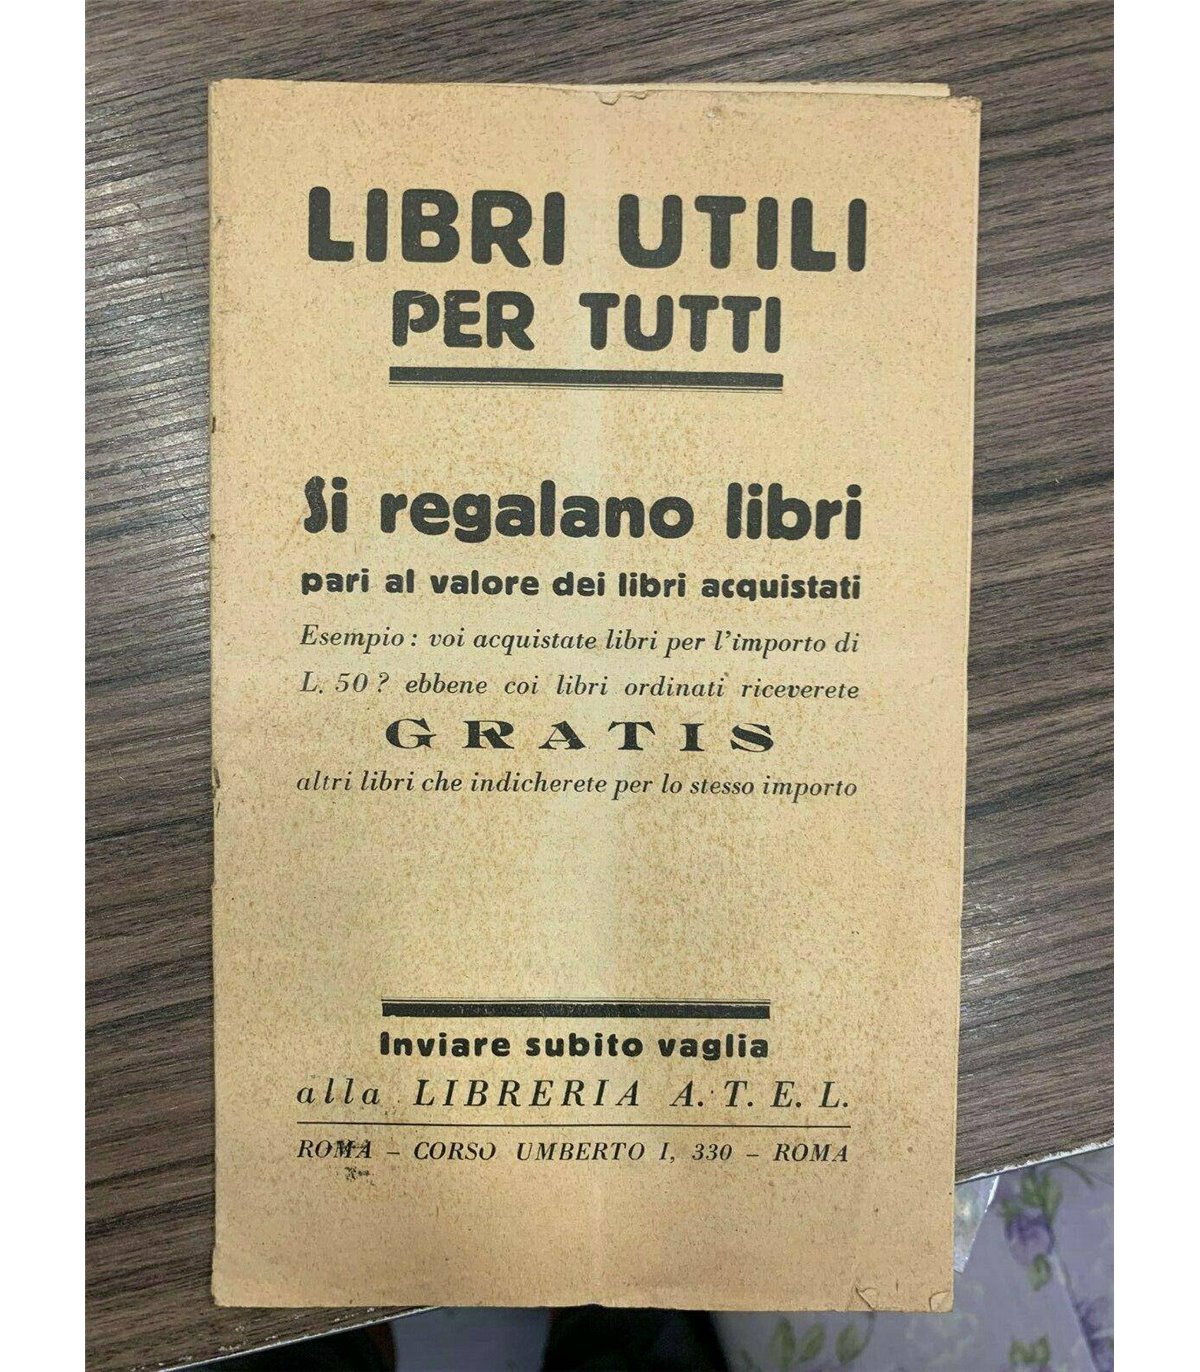 LIBRI UTILI
PER TUTTI
Si regalano libri
pari al valore dei libri acquistati
Esempio: voi acquistate libri per l'importo di
L. 50? ebbene coi libri ordinati riceverete
GRATIS
altri libri che indicherete per lo stesso importo
Inviare subito vaglia
alla LIBRERIA A. T. E. L.
ROMA – CORSO UMBERTO I, 330 – ROMA